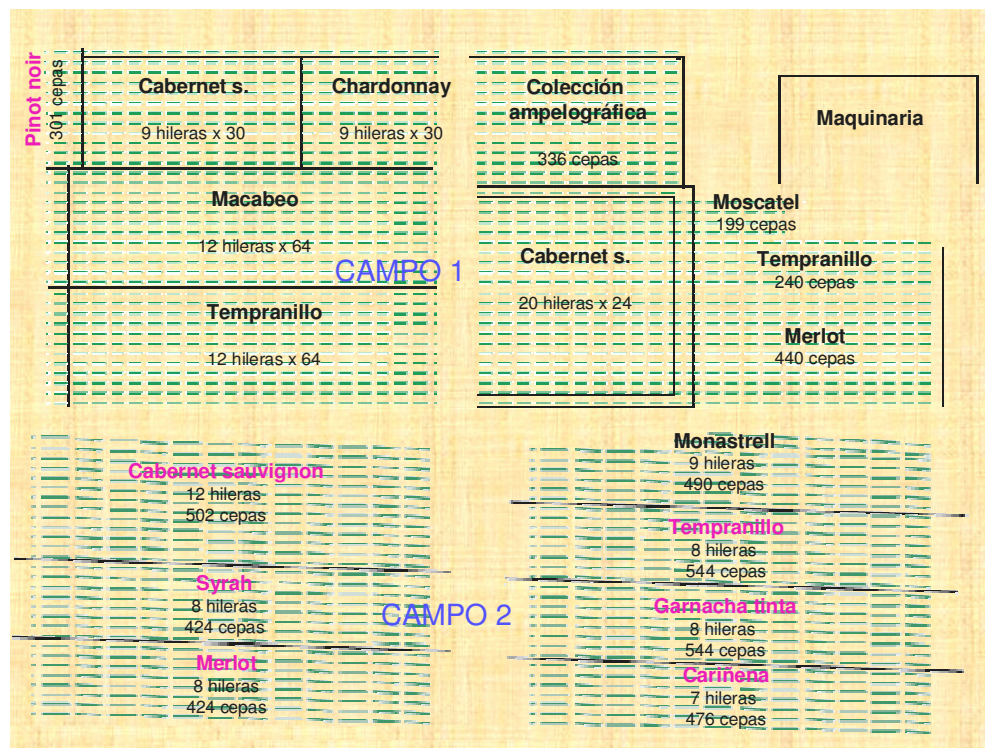 Pinot noir
301 cepas
Cabernet s.
9 hileras x 30
Chardonnay
9 hileras x 30
Colección
ampelográfica
336 cepas
Maquinaria
Macabeo
12 hileras x 64
Moscatel
199 cepas
CAMPO 1
Cabernet s.
20 hileras x 24
Tempranillo
240 cepas
Tempranillo
12 hileras x 64
Merlot
440 cepas
Cabernet sauvignon
12 hileras
502 cepas
Monastrell
9 hileras
490 cepas
Tempranillo
8 hileras
544 cepas
Syrah
8 hileras
424 cepas
CAMPO 2
Garnacha tinta
8 hileras
544 cepas
Merlot
8 hileras
424 cepas
Cariñena
7 hileras
476 cepas